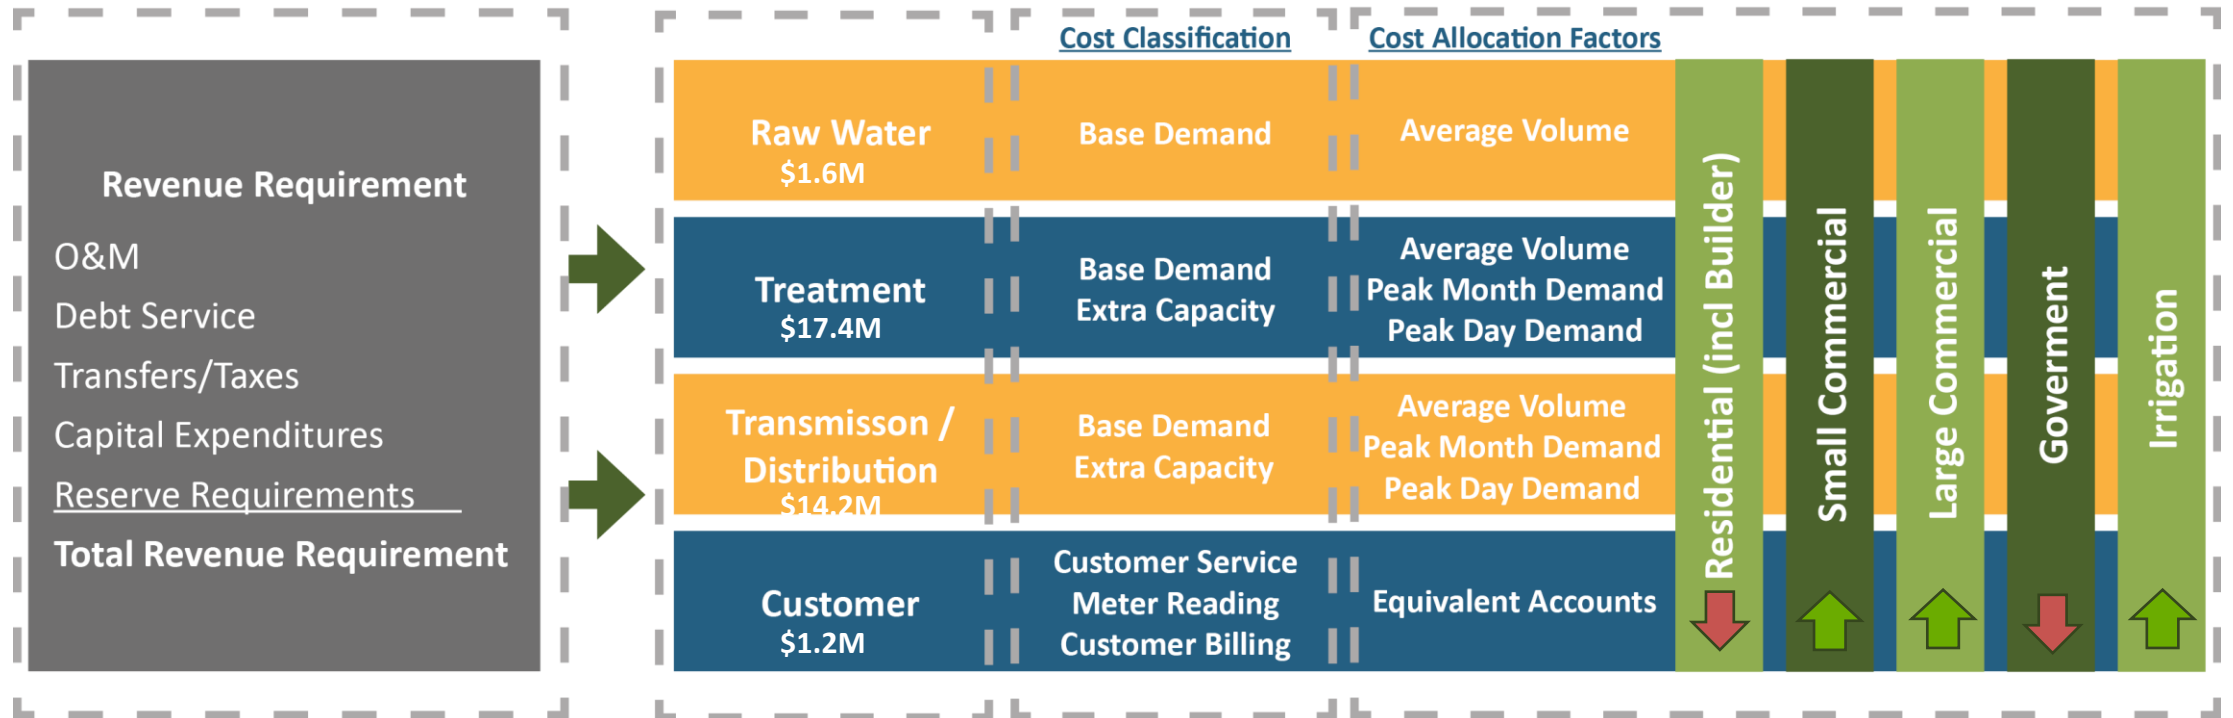 Revenue Requirement
O&M
Debt Service
Transfers/Taxes
Capital Expenditures
Reserve Requirements
Total Revenue Requirement
Cost Classification
Cost Allocation Factors
Raw Water
$1.6M
Base Demand
Average Volume
Treatment
$17.4M
Base Demand
Extra Capacity
Average Volume
Peak Month Demand
Peak Day Demand
Transmisson /
Distribution
$14.2M
Base Demand
Extra Capacity
Average Volume
Peak Month Demand
Peak Day Demand
Customer
$1.2M
Customer Service
Meter Reading
Customer Billing
Equivalent Accounts
Residential (incl Builder)
Small Commercial
Large Commercial
Goverment
Irrigation